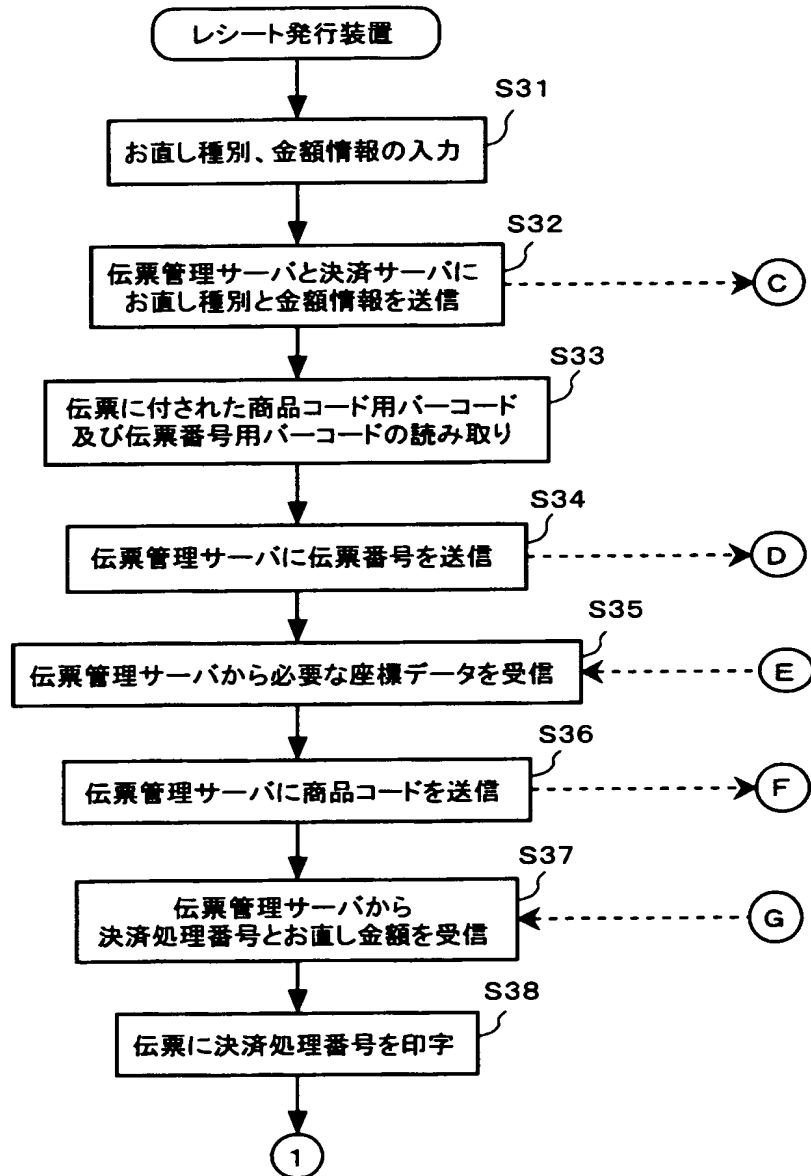 レシート発行装置
S31
お直し種別、金額情報の入力
S32
伝票管理サーバと決済サーバに
お直し種別と金額情報を送信
C
S33
伝票に付された商品コード用バーコード
及び伝票番号用バーコードの読み取り
S34
伝票管理サーバに伝票番号を送信
D
S35
伝票管理サーバから必要な座標データを受信
E
S36
伝票管理サーバに商品コードを送信
F
S37
伝票管理サーバから
決済処理番号とお直し金額を受信
G
S38
伝票に決済処理番号を印字
1